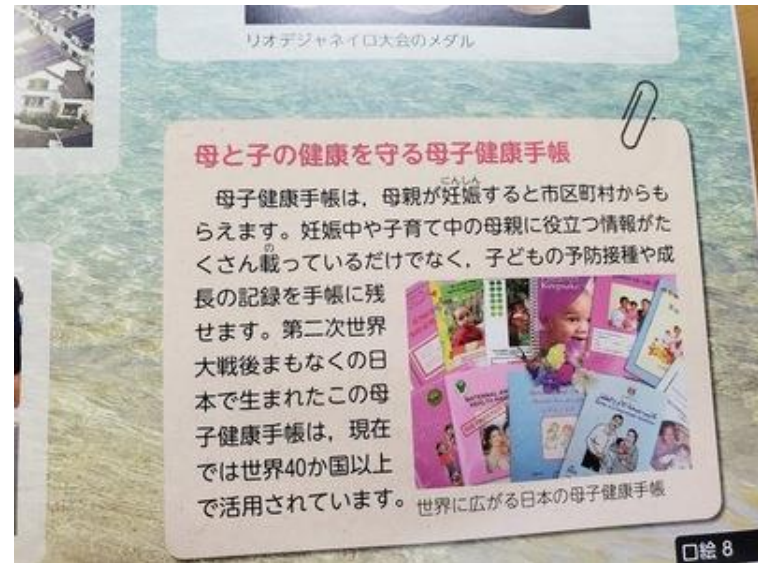 リオデジャネイロ大会のメダル
母と子の健康を守る母子健康手帳
母子健康手帳は，母親が妊娠すると市区町村からも
らえます。妊娠中や子育て中の母親に役立つ情報がた
くさん載っているだけでなく，子どもの予防接種や成
長の記録を手帳に残
せます。第二次世界
大戦後まもなくの日
本で生まれたこの母
子健康手帳は，現在
では世界40か国以上
で活用されています。
Keepsake
世界に広がる日本の母子健康手帳
口絵 8